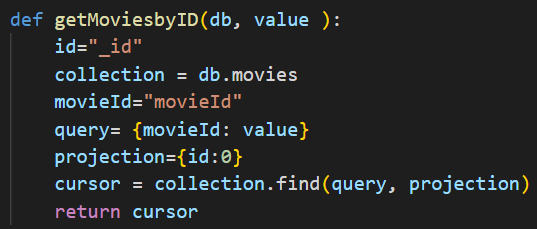 def getMoviesbyID(db, value ):
    id="_id"
    collection = db.movies
    movieId="movieId"
    query= {movieId: value}
    projection={id:0}
    cursor = collection.find(query, projection)
    return cursor